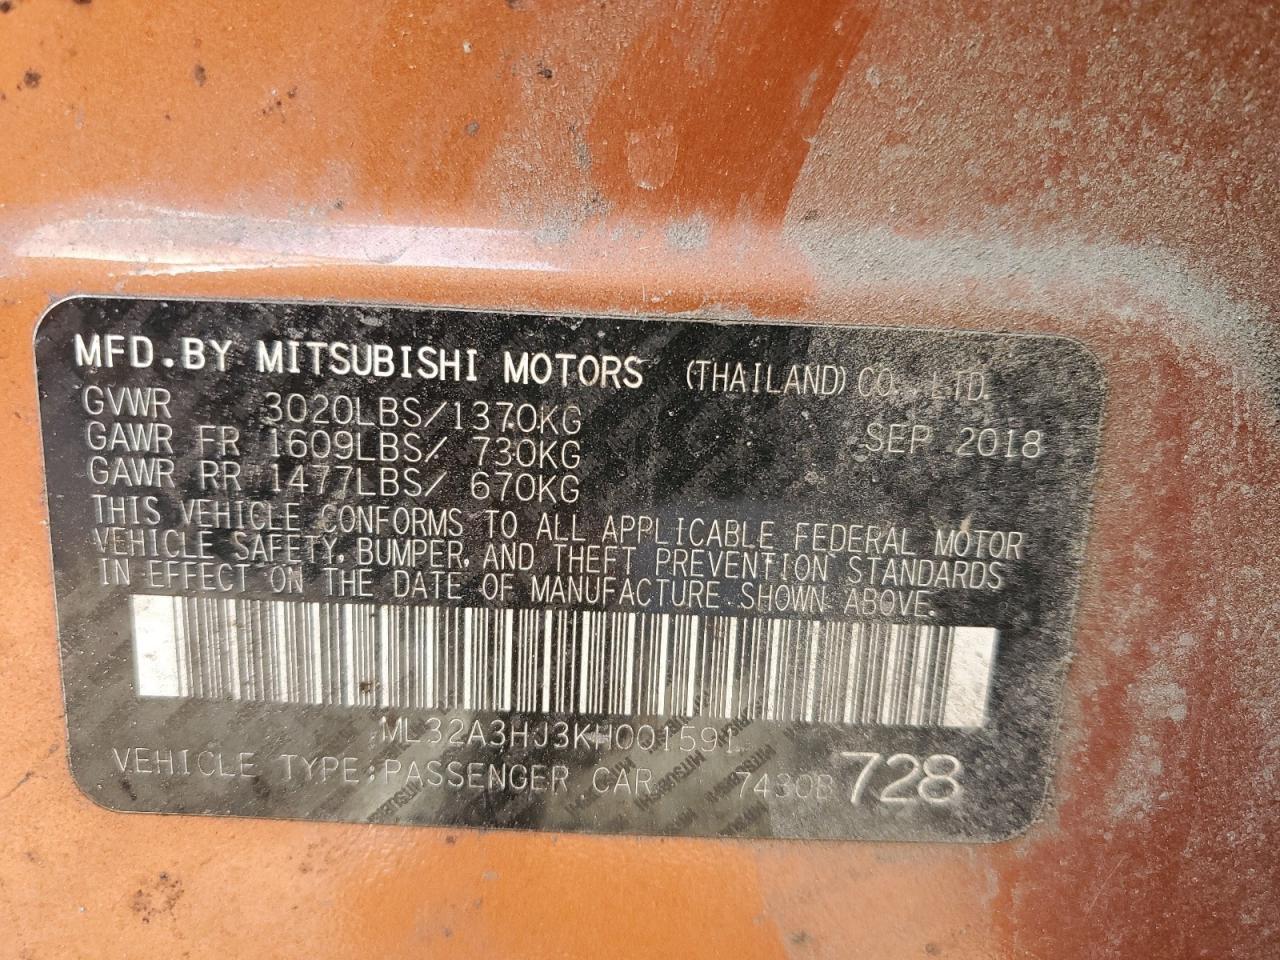 MFD.BY MITSUBISHI MOTORS (THAILAND) CO., LTD.
GVWR 3020LBS/1370KG
GAWR FR 1609LBS/ 730KG SEP 2018
GAWR RR 1477LBS/ 670KG
THIS VEHICLE CONFORMS TO ALL APPLICABLE FEDERAL MOTOR
VEHICLE SAFETY, BUMPER, AND THEFT PREVENTION STANDARDS
IN EFFECT ON THE DATE OF MANUFACTURE SHOWN ABOVE.
ML32A3HJ3KH001591
VEHICLE TYPE:PASSENGER CAR 7430B728